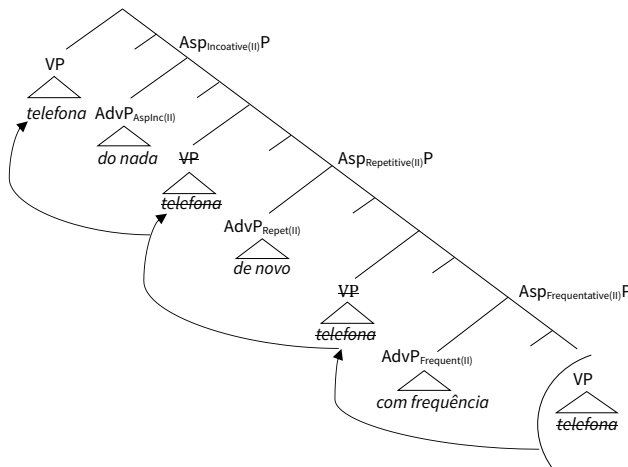 Asp_Incoative(II)P
VP
telefona
AdvP_AspInc(II)
do nada
VP
telefona
Asp_Repetitive(II)P
AdvP_Repet(II)
de novo
VP
telefona
Asp_Frequentative(II)P
AdvP_Frequent(II)
com frequência
VP
telefona